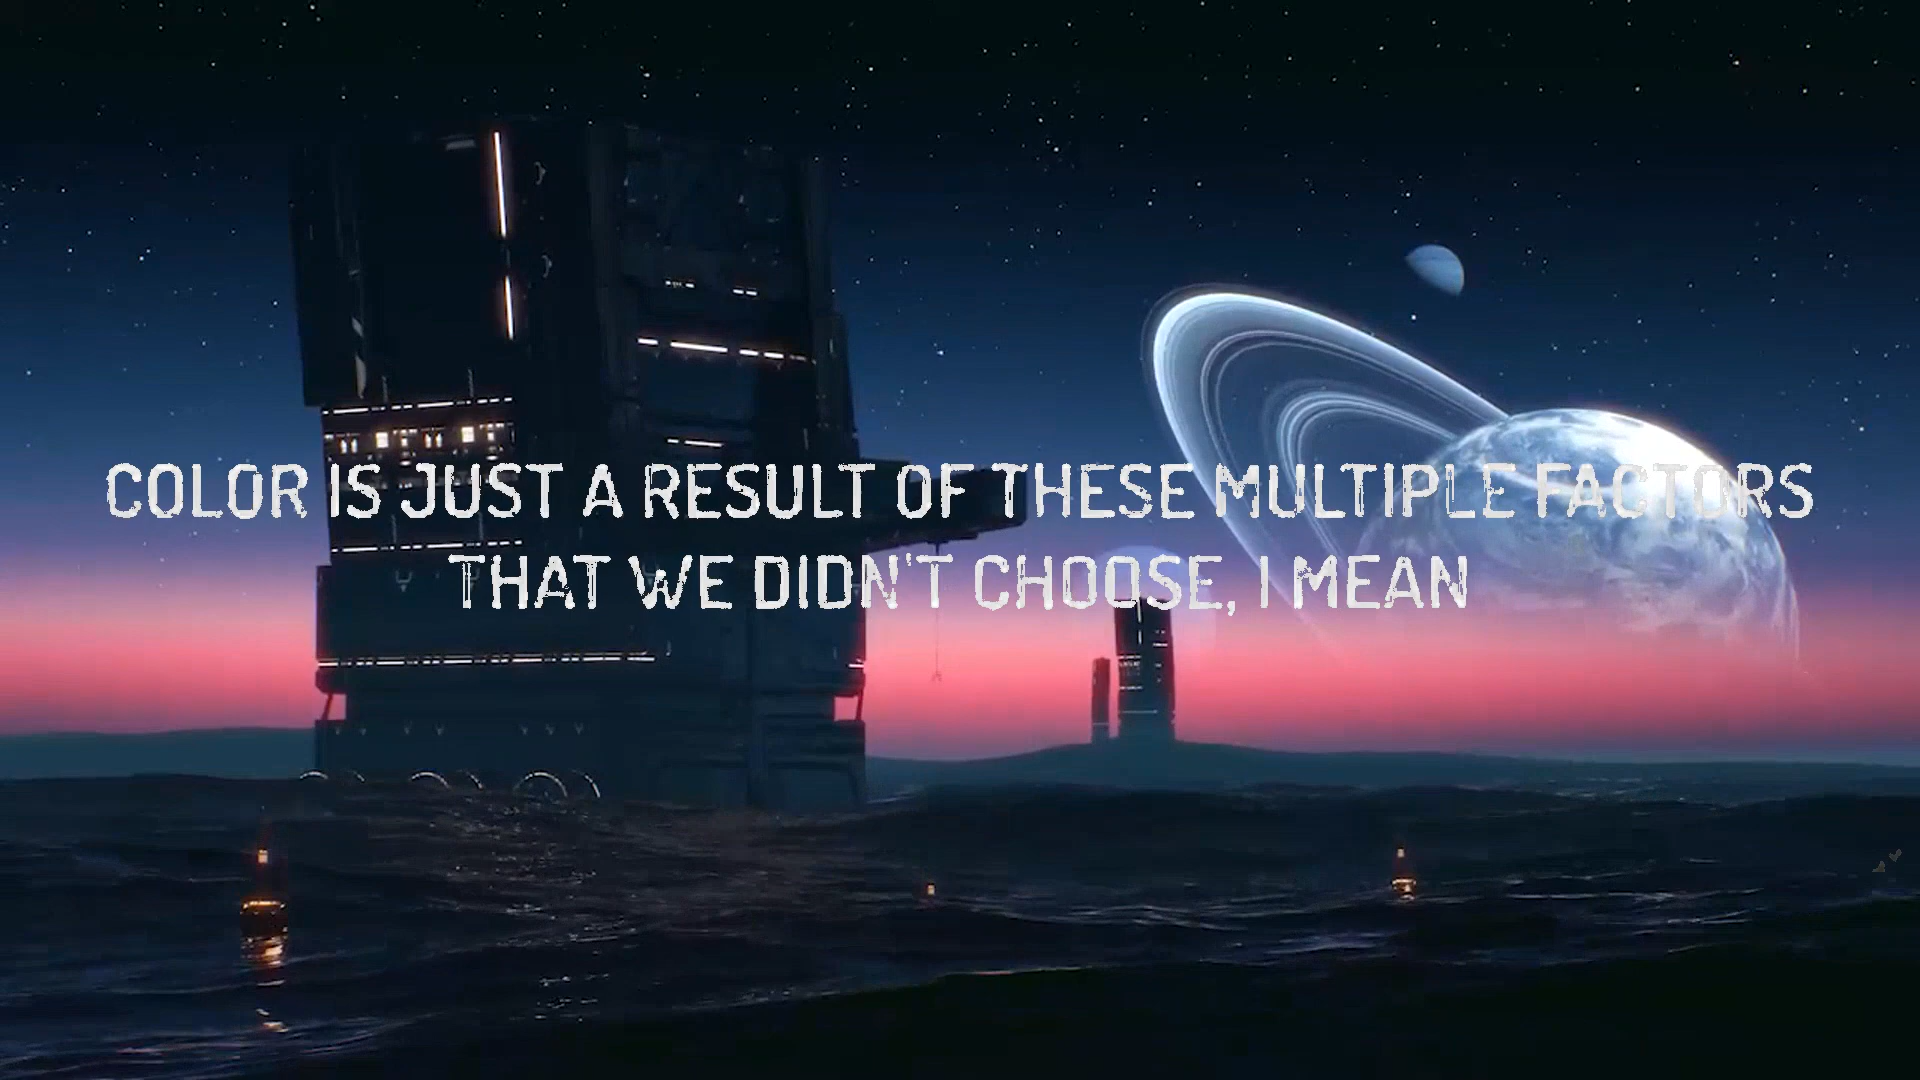 COLOR IS JUST A RESULT OF THESE MULTIPLE FACTORS
THAT WE DIDN'T CHOOSE, I MEAN